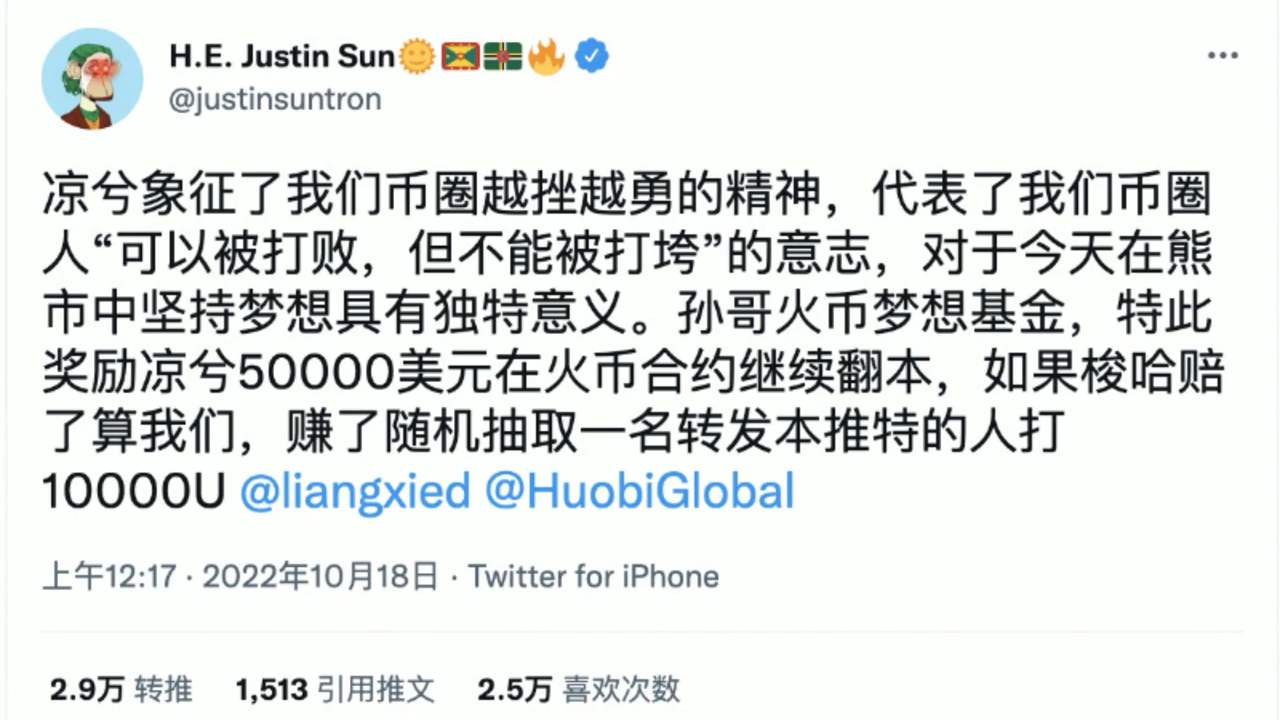 H.E. Justin Sun🌞🇬🇩🇩🇲🔥
@justinsuntron
凉兮象征了我们币圈越挫越勇的精神，代表了我们币圈
人“可以被打败，但不能被打垮”的意志，对于今天在熊
市中坚持梦想具有独特意义。孙哥火币梦想基金，特此
奖励凉兮50000美元在火币合约继续翻本，如果梭哈赔
了算我们，赚了随机抽取一名转发本推特的人打
10000U @liangxied @HuobiGlobal
上午12:17 · 2022年10月18日 · Twitter for iPhone
2.9万 转推 1,513 引用推文 2.5万 喜欢次数